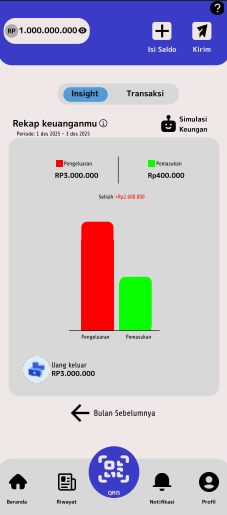 ?
RP 1.000.000.000
Isi Saldo
Kirim
Insight
Transaksi
Rekap keuanganmu
Periode: 1 des 2025 - 3 des 2025
Simulasi
Keungan
Pengeluaran
RP3.000.000
Pemasukan
Rp400.000
Selisih +Rp2.600.000
Pengeluaran
Pemasukan
Uang keluar
RP3.000.000
Bulan Sebelumnya
Beranda
Riwayat
QRIS
Notifikasi
Profil